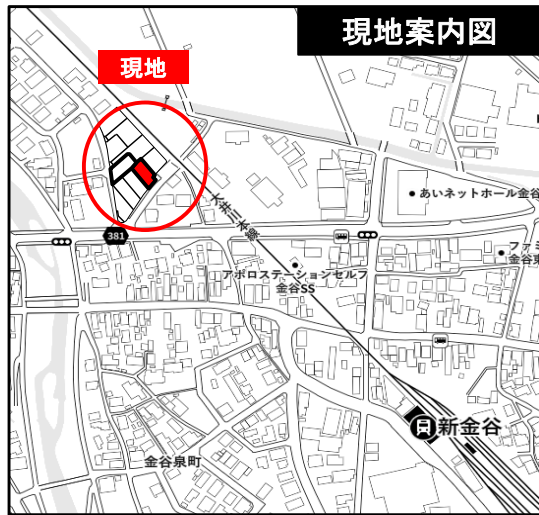 現地案内図
現地
あいネットホール金谷
381
大井川本線
ファミ
金谷東
アポロステーションセルフ
金谷SS
新金谷
金谷泉町